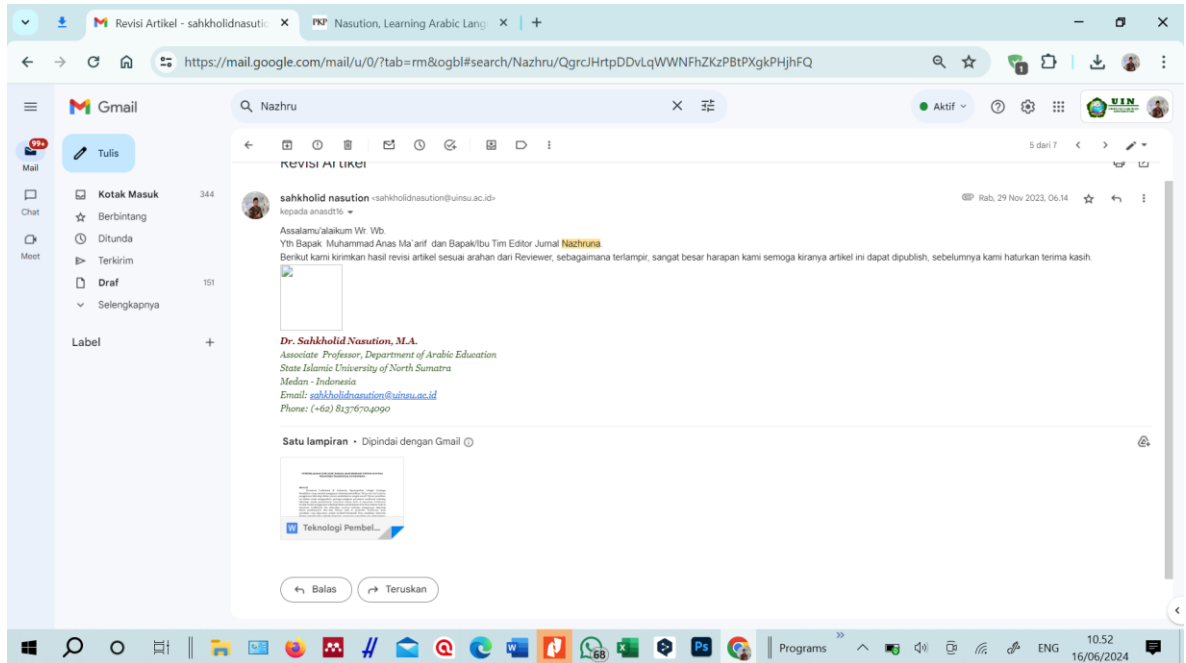 Revisi Artikel - sahkholidnasutic
PKP Nasution, Learning Arabic Lang
https://mail.google.com/mail/u/0/?tab=rm&ogbl#search/Nazhru/QgrcJHrtpDDvLqWWNFhZKzPBtPXgkPHjhFQ
Gmail
Nazhru
Aktif
UIN
99+
Mail
Chat
Meet
Tulis
Kotak Masuk 344
Berbintang
Ditunda
Terkirim
Draf 151
Selengkapnya
Label
5 dari 7
Revisi Artikel
sahkholid nasution <sahkholidnasution@uinsu.ac.id>
Rab, 29 Nov 2023, 06.14
kepada anasdt16
Assalamu'alaikum Wr. Wb.
Yth Bapak Muhammad Anas Ma`arif dan Bapak/Ibu Tim Editor Jurnal Nazhruna.
Berikut kami kirimkan hasil revisi artikel sesuai arahan dari Reviewer, sebagaimana terlampir, sangat besar harapan kami semoga kiranya artikel ini dapat dipublish, sebelumnya kami haturkan terima kasih.
Dr. Sahkholid Nasution, M.A.
Associate Professor, Department of Arabic Education
State Islamic University of North Sumatra
Medan - Indonesia
Email: sahkholidnasution@uinsu.ac.id
Phone: (+62) 81376704090
Satu lampiran • Dipindai dengan Gmail
W Teknologi Pembel...
Balas
Teruskan
68
Programs
ENG
10.52
16/06/2024